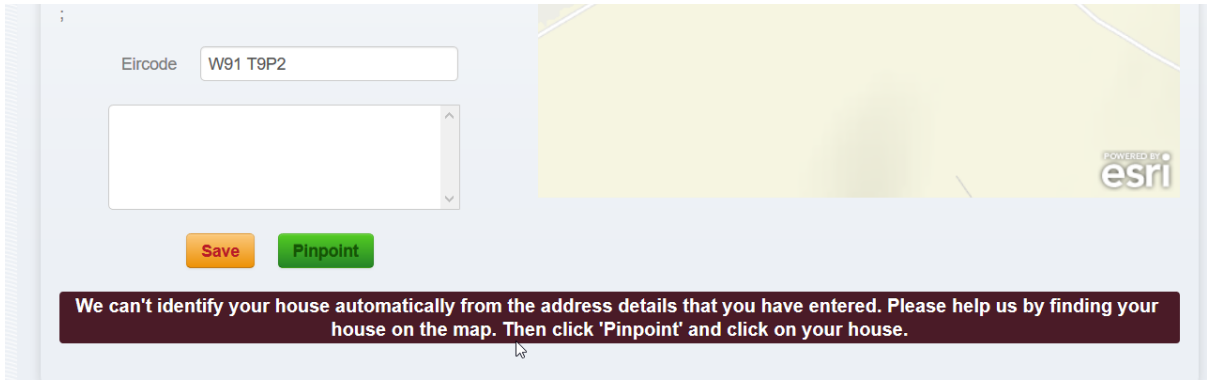 ;
Eircode W91 T9P2
POWERED BY
esri
Save Pinpoint
We can't identify your house automatically from the address details that you have entered. Please help us by finding your
house on the map. Then click 'Pinpoint' and click on your house.